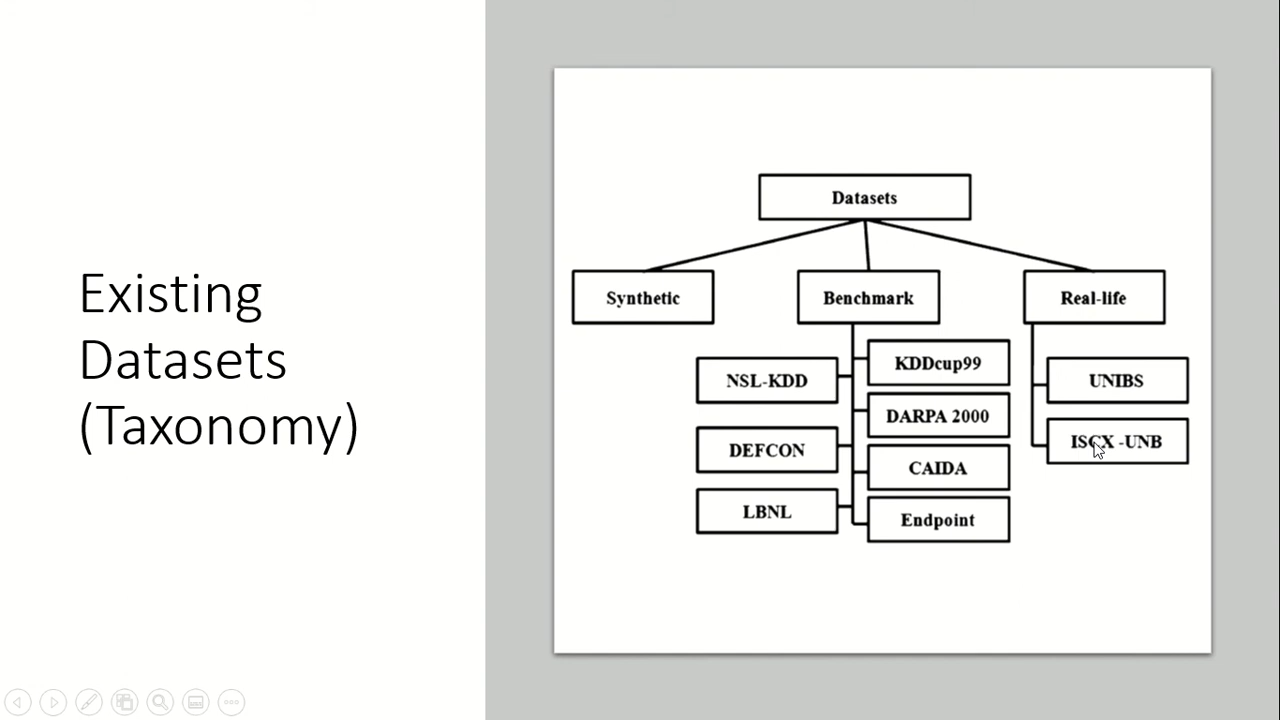 Existing
Datasets
(Taxonomy)
Datasets
Synthetic
Benchmark
Real-life
NSL-KDD
DEFCON
LBNL
KDDcup99
DARPA 2000
CAIDA
Endpoint
UNIBS
ISCX -UNB